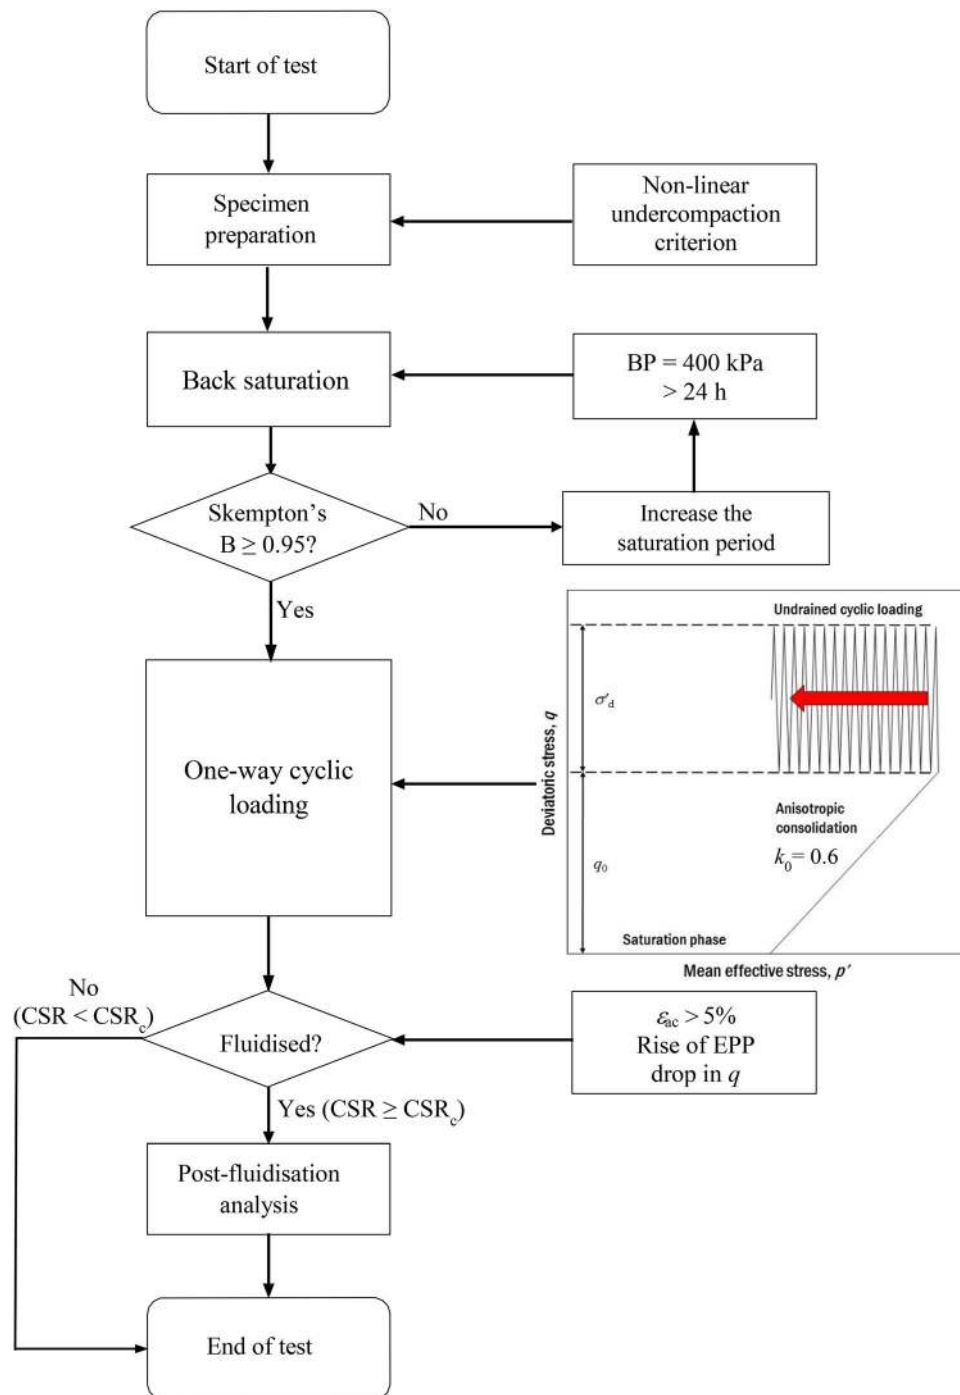 Start of test
Specimen
preparation
Non-linear
undercompaction
criterion
Back saturation
BP = 400 kPa
> 24 h
Skempton's
B ≥ 0.95?
No
Increase the
saturation period
Yes
One-way cyclic
loading
Undrained cyclic loading
σ'd
Deviatoric stress, q
Anisotropic
consolidation
k0 = 0.6
q0
Saturation phase
Mean effective stress, p'
No
(CSR < CSRc)
Fluidised?
εac > 5%
Rise of EPP
drop in q
Yes (CSR ≥ CSRc)
Post-fluidisation
analysis
End of test